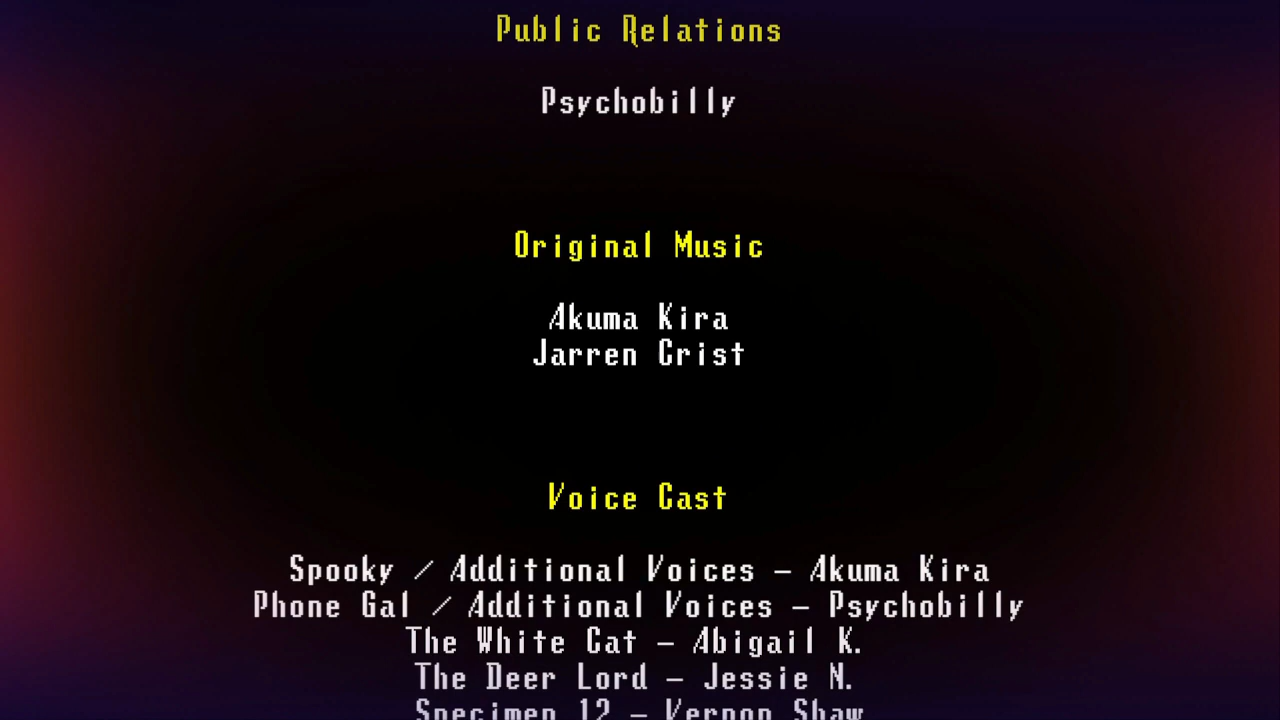 Public Relations
Psychobilly
Original Music
Akuma Kira
Jarren Crist
Voice Cast
Spooky / Additional Voices - Akuma Kira
Phone Gal / Additional Voices - Psychobilly
The White Cat - Abigail K.
The Deer Lord - Jessie N.
Specimen 12 - Vernon Shaw